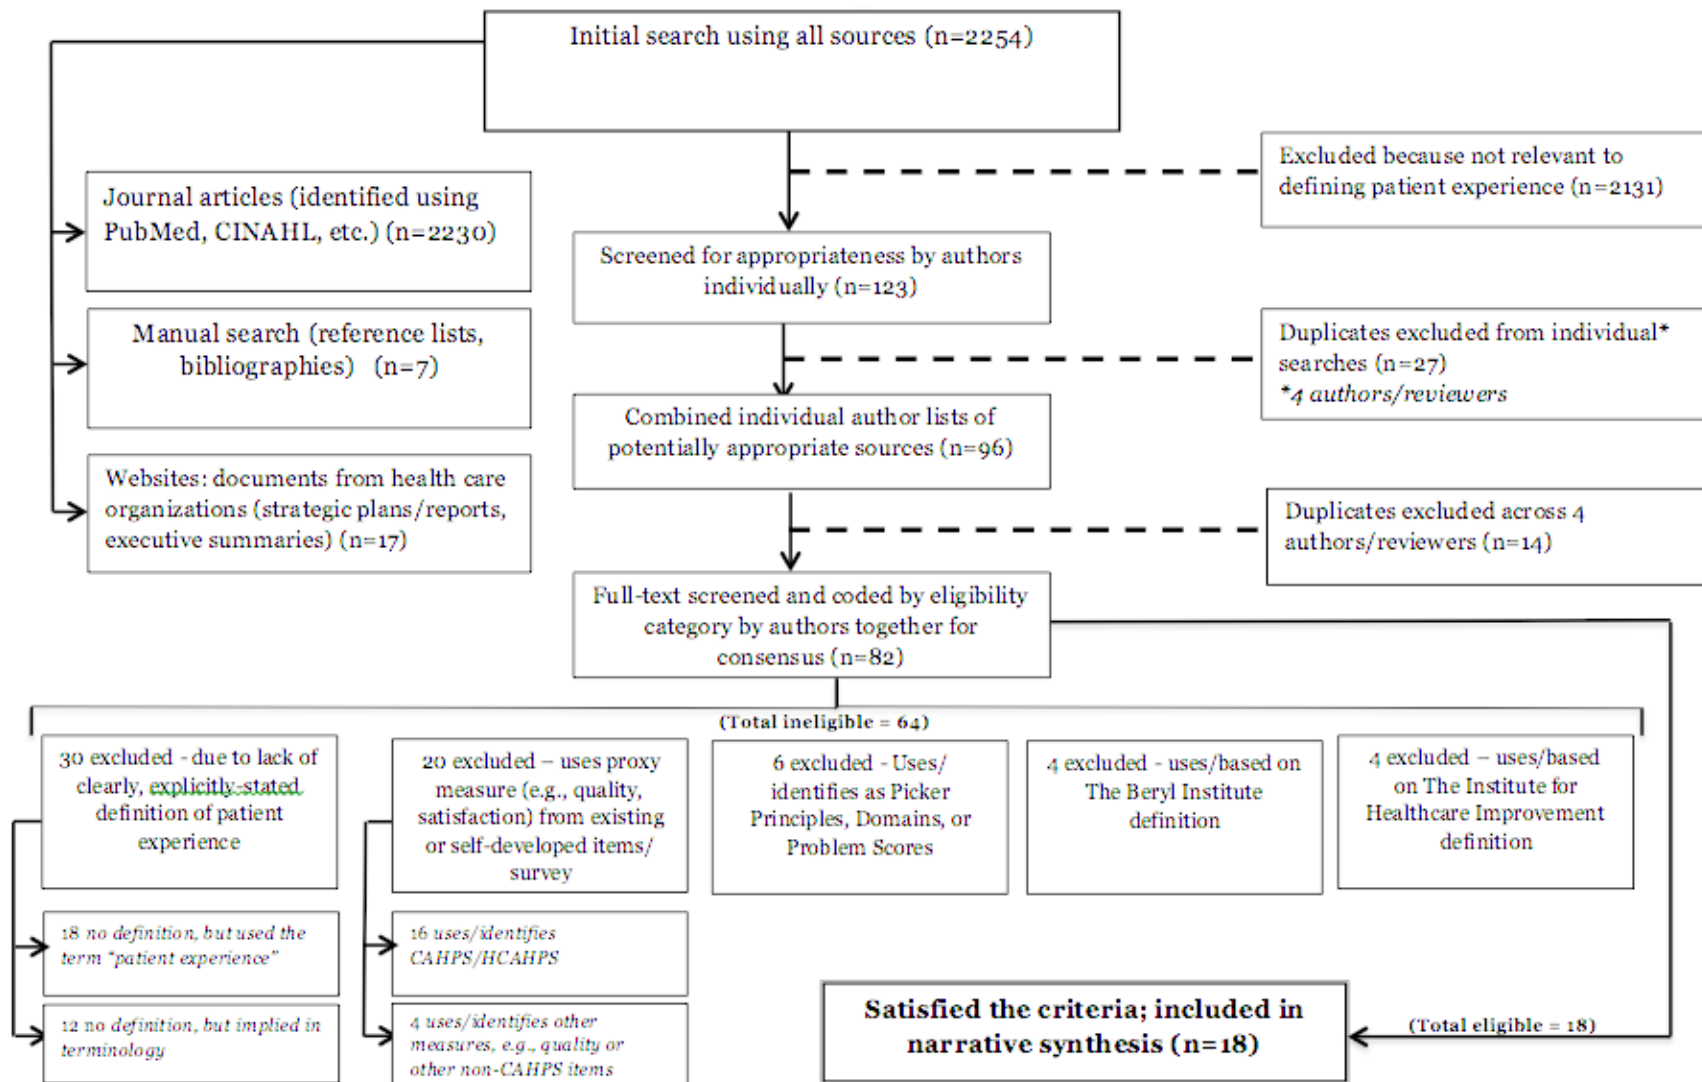 Initial search using all sources (n=2254)
Excluded because not relevant to
defining patient experience (n=2131)
Journal articles (identified using
PubMed, CINAHL, etc.) (n=2230)
Screened for appropriateness by authors
individually (n=123)
Manual search (reference lists,
bibliographies) (n=7)
Duplicates excluded from individual*
searches (n=27)
*4 authors/reviewers
Combined individual author lists of
potentially appropriate sources (n=96)
Websites: documents from health care
organizations (strategic plans/reports,
executive summaries) (n=17)
Duplicates excluded across 4
authors/reviewers (n=14)
Full-text screened and coded by eligibility
category by authors together for
consensus (n=82)
(Total ineligible = 64)
30 excluded - due to lack of
clearly, explicitly-stated
definition of patient
experience
20 excluded – uses proxy
measure (e.g., quality,
satisfaction) from existing
or self-developed items/
survey
6 excluded - Uses/
identifies as Picker
Principles, Domains, or
Problem Scores
4 excluded - uses/based on
The Beryl Institute
definition
4 excluded – uses/based
on The Institute for
Healthcare Improvement
definition
18 no definition, but used the
term "patient experience"
16 uses/identifies
CAHPS/HCAHPS
12 no definition, but implied in
terminology
4 uses/identifies other
measures, e.g., quality or
other non-CAHPS items
Satisfied the criteria; included in
narrative synthesis (n=18)
(Total eligible = 18)